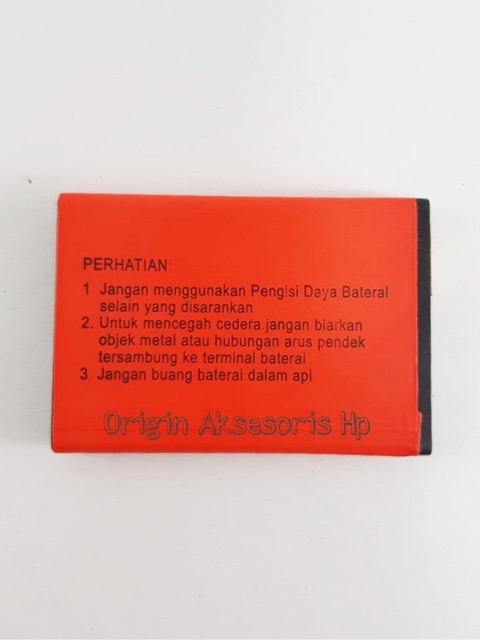 PERHATIAN:
1 Jangan menggunakan Pengisi Daya Baterai
selain yang disarankan
2. Untuk mencegah cedera.jangan biarkan
objek metal atau hubungan arus pendek
tersambung ke terminal baterai
3. Jangan buang baterai dalam api
Origin Aksesoris Hp